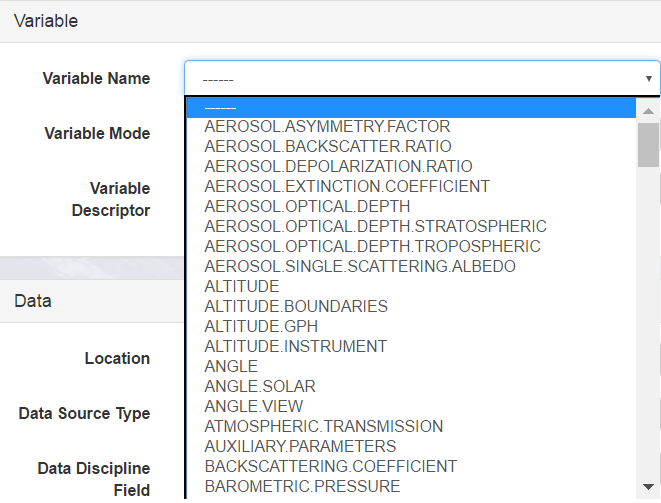 Variable
Variable Name
------
------
AEROSOL.ASYMMETRY.FACTOR
AEROSOL.BACKSCATTER.RATIO
Variable Mode
AEROSOL.DEPOLARIZATION.RATIO
AEROSOL.EXTINCTION.COEFFICIENT
Variable
Descriptor
AEROSOL.OPTICAL.DEPTH
AEROSOL.OPTICAL.DEPTH.STRATOSPHERIC
AEROSOL.OPTICAL.DEPTH.TROPOSPHERIC
AEROSOL.SINGLE.SCATTERING.ALBEDO
ALTITUDE
Data
ALTITUDE.BOUNDARIES
ALTITUDE.GPH
ALTITUDE.INSTRUMENT
Location
ANGLE
ANGLE.SOLAR
ANGLE.VIEW
Data Source Type
ATMOSPHERIC.TRANSMISSION
AUXILIARY.PARAMETERS
BACKSCATTERING.COEFFICIENT
Data Discipline
Field
BAROMETRIC.PRESSURE